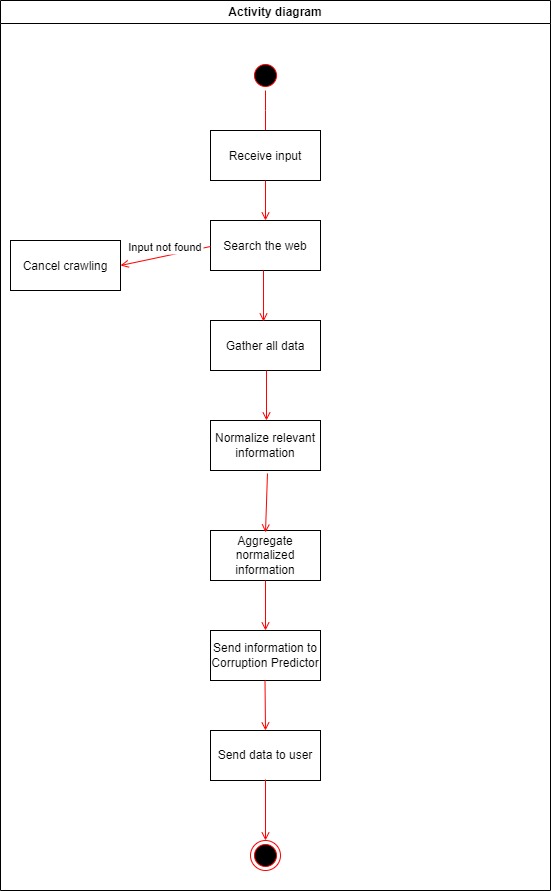 Activity diagram
Receive input
Search the web
Input not found
Cancel crawling
Gather all data
Normalize relevant
information
Aggregate
normalized
information
Send information to
Corruption Predictor
Send data to user